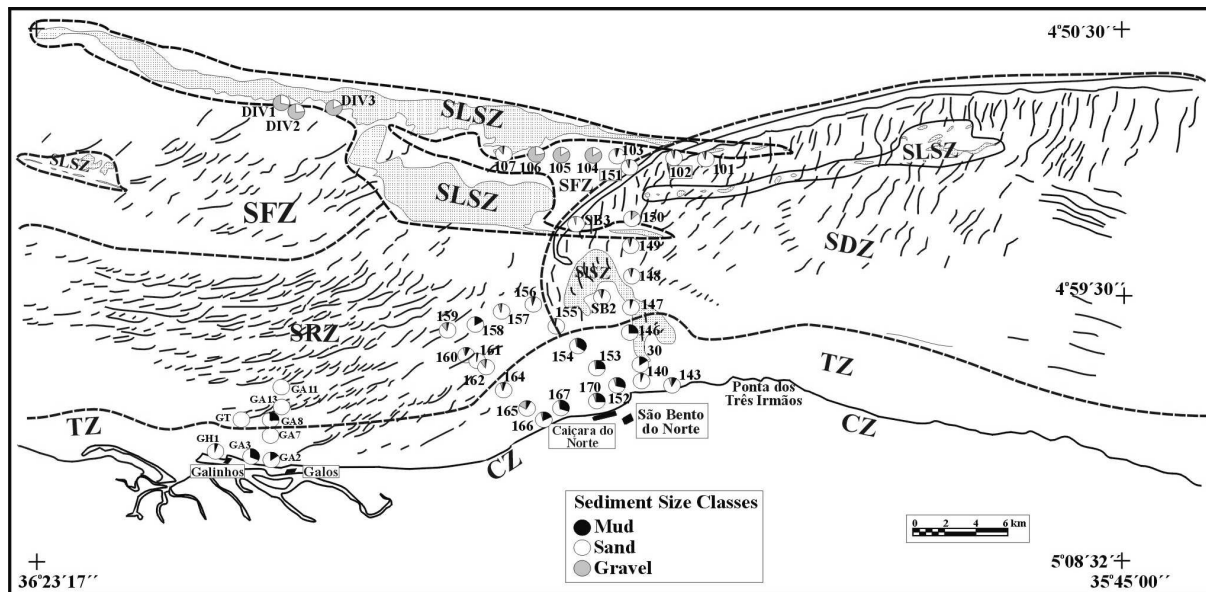 4°50´30´´
DIV1
DIV2
DIV3
SLSZ
SLSZ
SLSZ
SLSZ
107
106
105
104
103
151
102
101
SFZ
SFZ
SB3
150
149
SDZ
SLSZ
148
SB2
147
4°59´30´´
156
157
155
159
158
146
SRZ
154
153
30
160
161
162
164
140
143
170
152
TZ
GA11
GA13
GT
GA8
GA7
165
167
166
Ponta dos
Três Irmãos
São Bento
do Norte
Caiçara do
Norte
TZ
CZ
CZ
GH1
GA3
GA2
Galinhos
Galos
Sediment Size Classes
Mud
Sand
Gravel
0 2 4 6 km
36°23´17´´
5°08´32´´
35°45´00´´